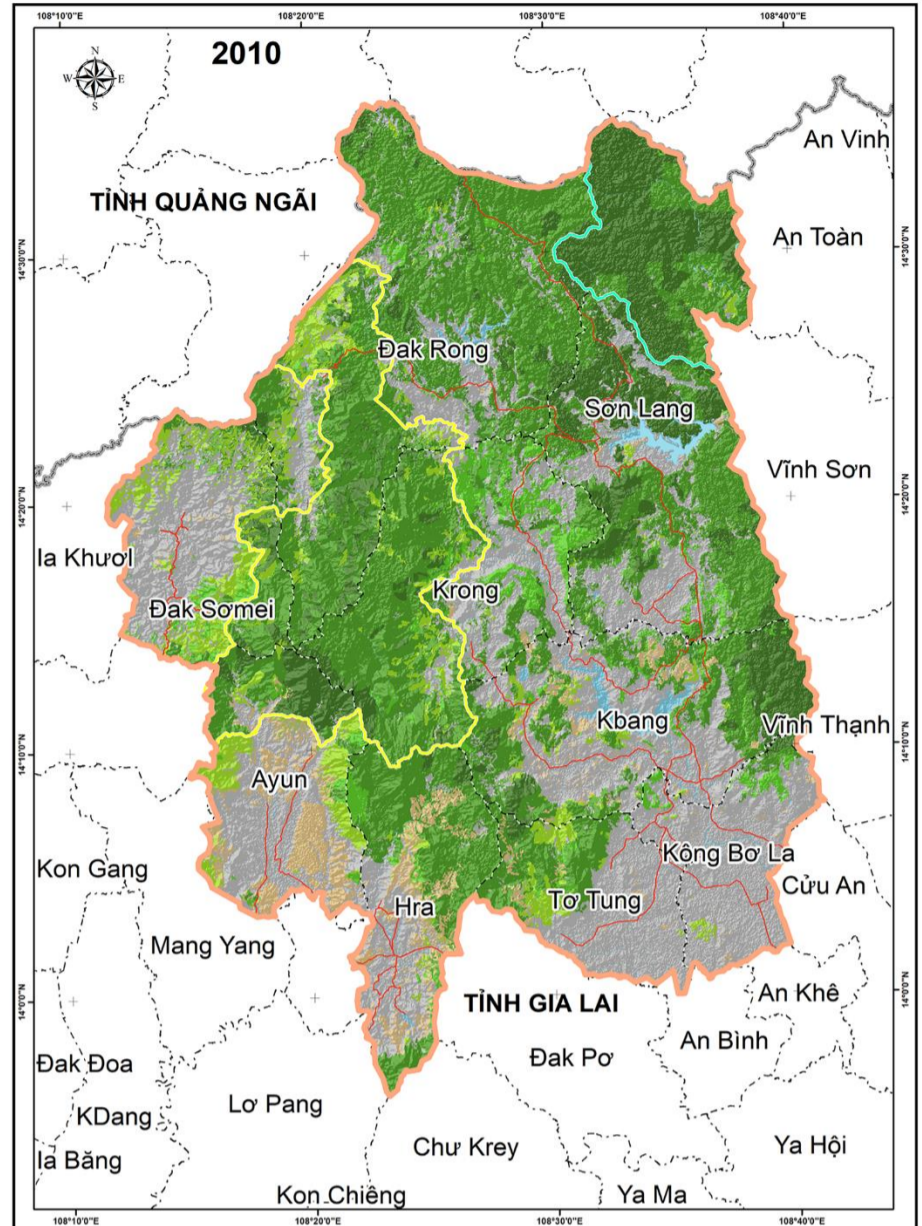 108°10'0"E
108°20'0"E
108°30'0"E
108°40'0"E
2010
N
W
E
S
An Vinh
TỈNH QUẢNG NGÃI
An Toàn
14°30'0"N
14°30'0"N
Đak Rong
Sơn Lang
Vĩnh Sơn
14°20'0"N
14°20'0"N
Ia Khươl
Krong
Đak Sơmei
Kbang
Vĩnh Thạnh
14°10'0"N
14°10'0"N
Ayun
Kông Bơ La
Kon Gang
Cửu An
Hra
Tơ Tung
Mang Yang
14°0'0"N
14°0'0"N
TỈNH GIA LAI
An Khê
An Bình
Đak Pơ
Đak Đoa
Lơ Pang
KDang
Chư Krey
Ya Hội
Ia Băng
Kon Chiêng
Ya Ma
108°10'0"E
108°20'0"E
108°30'0"E
108°40'0"E